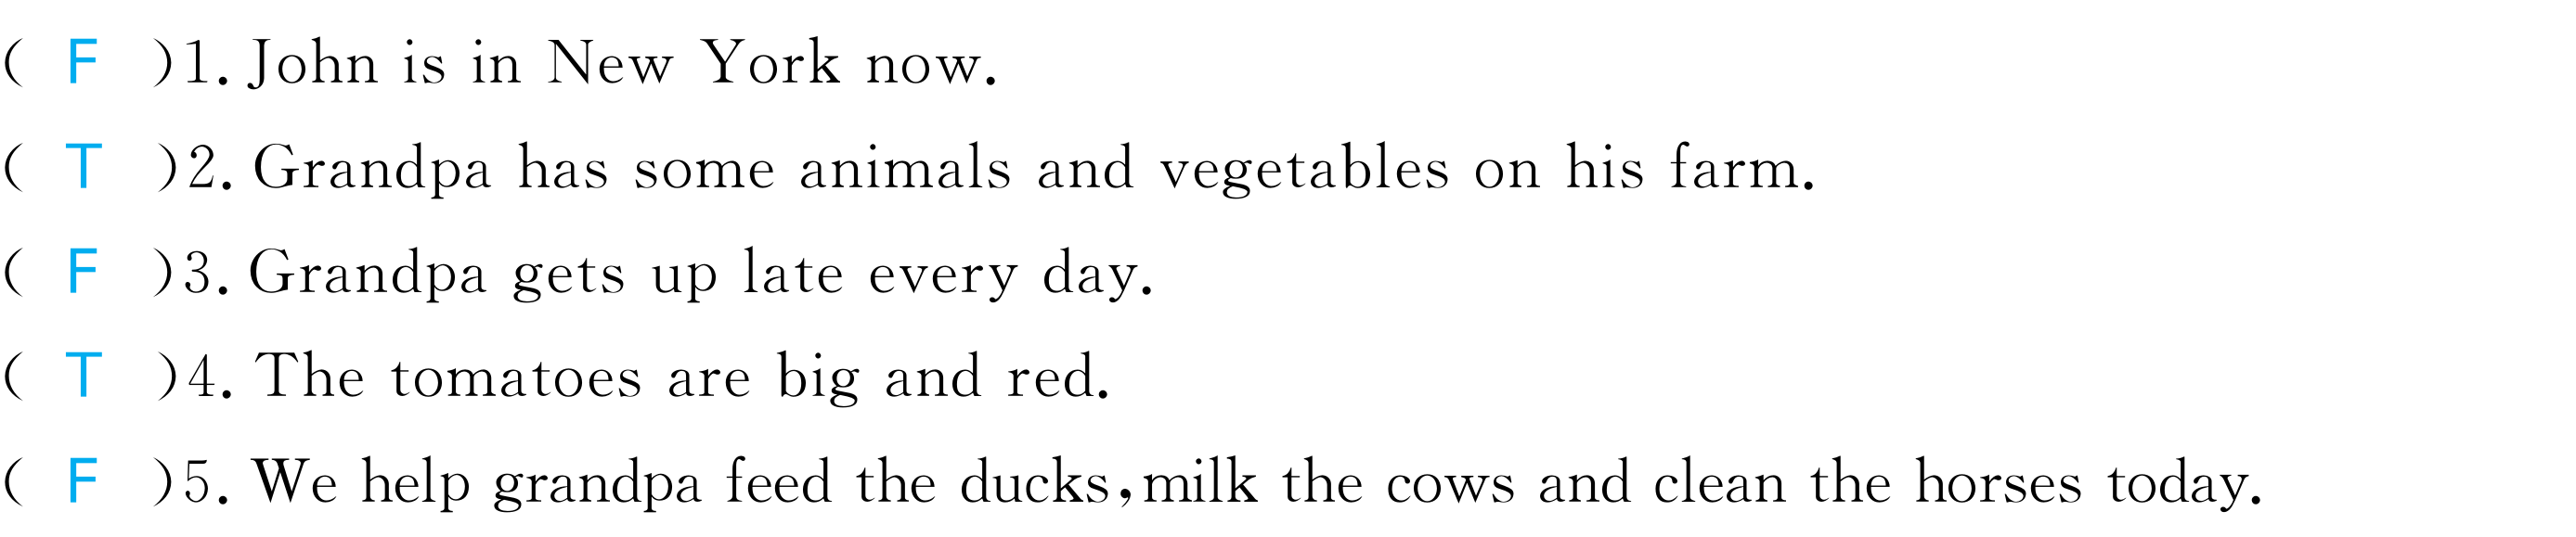 ( F )1. John is in New York now.
( T )2. Grandpa has some animals and vegetables on his farm.
( F )3. Grandpa gets up late every day.
( T )4. The tomatoes are big and red.
( F )5. We help grandpa feed the ducks,milk the cows and clean the horses today.